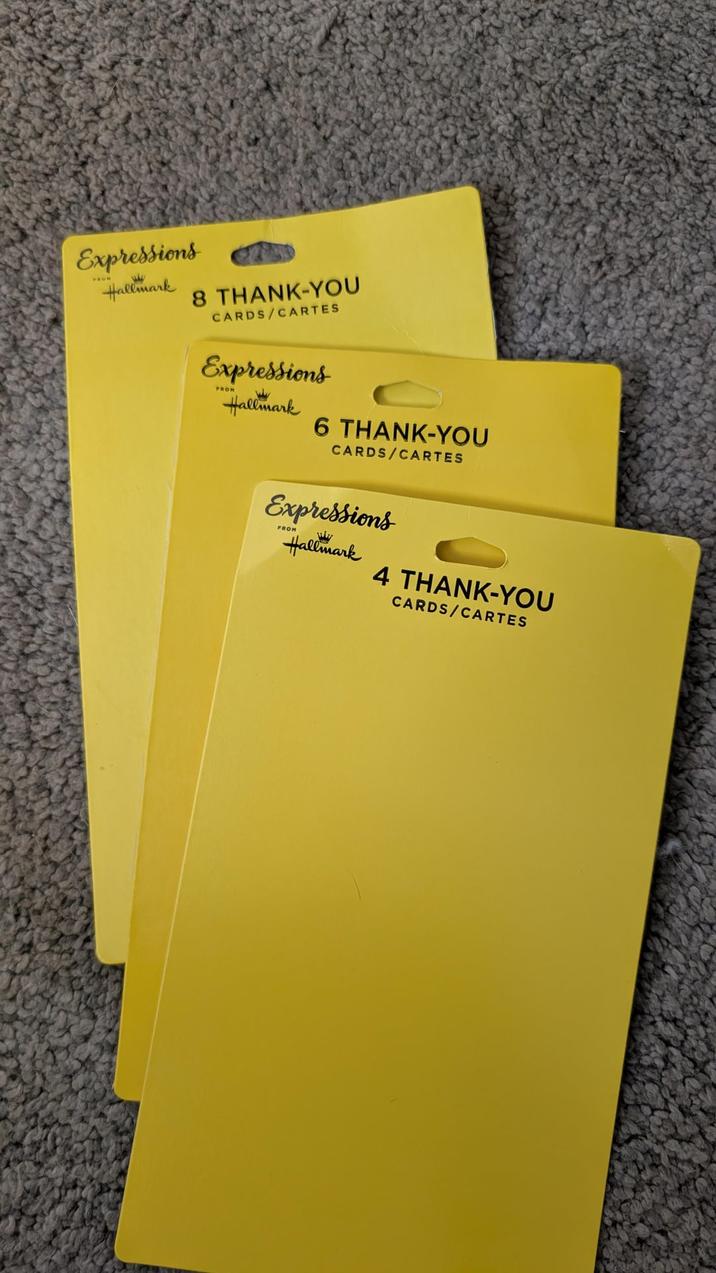 Expressions
FROM
Hallmark
8 THANK-YOU
CARDS/CARTES
Expressions
FROM
Hallmark
6 THANK-YOU
CARDS/CARTES
Expressions
FROM
Hallmark
4 THANK-YOU
CARDS/CARTES